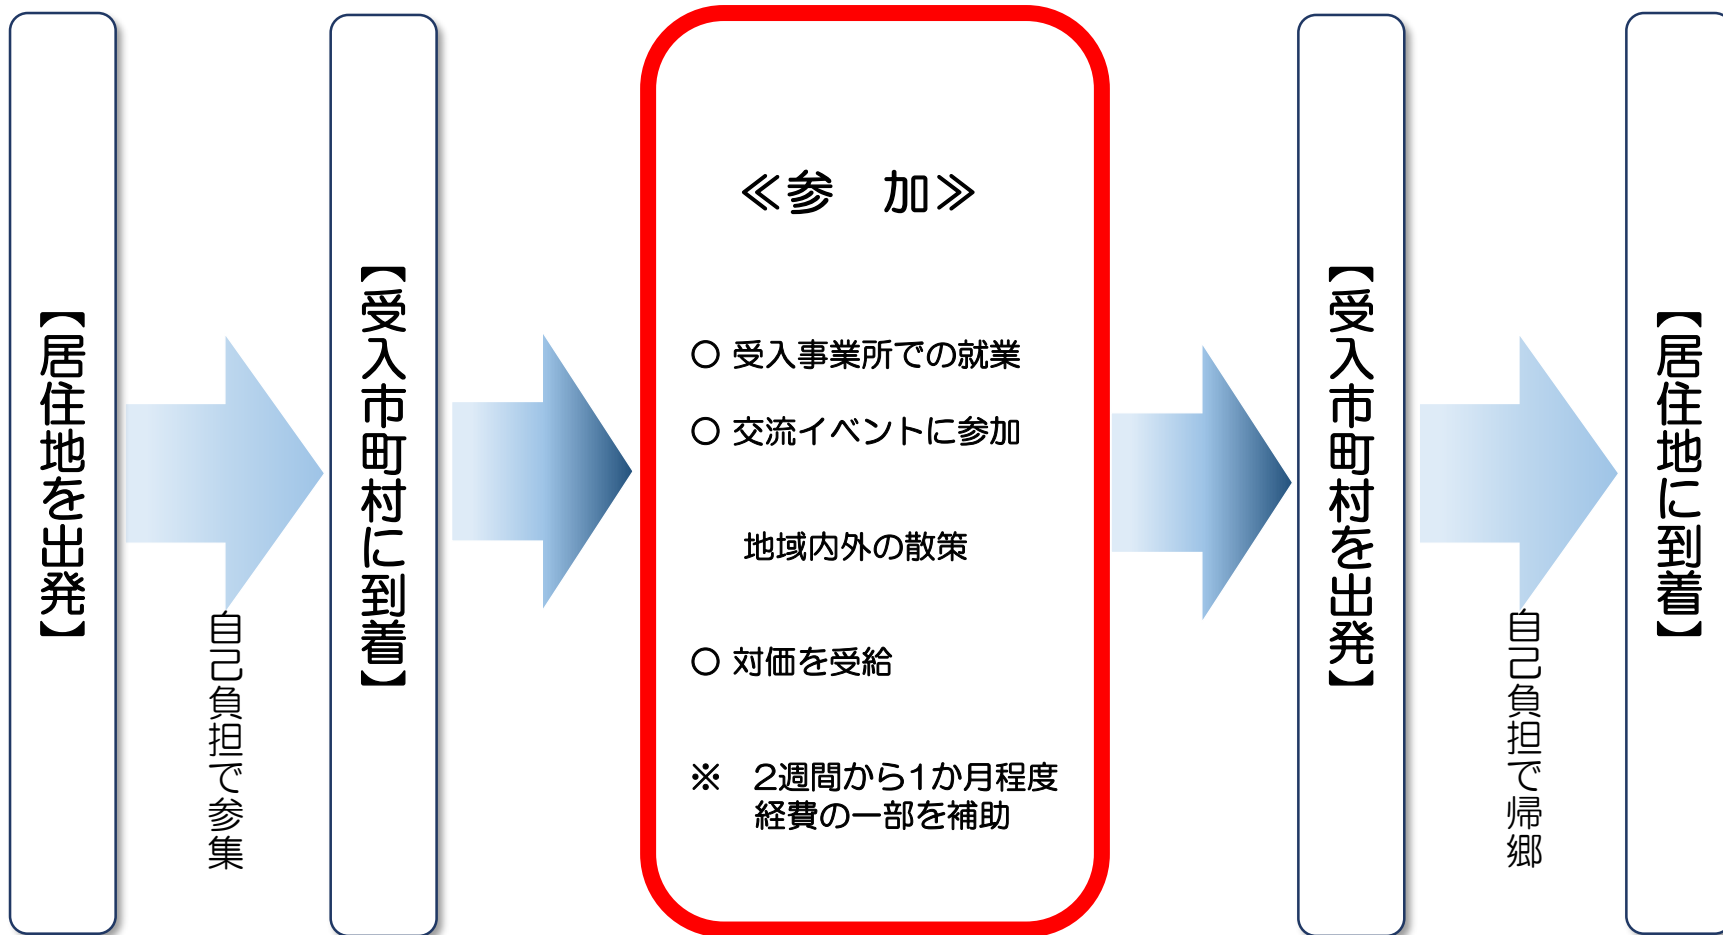 【居住地を出発】
自己負担で参集
【受入市町村に到着】
≪参　加≫
〇 受入事業所での就業
〇 交流イベントに参加
地域内外の散策
〇 対価を受給
※　2週間から1か月程度
経費の一部を補助
【受入市町村を出発】
自己負担で帰郷
【居住地に到着】